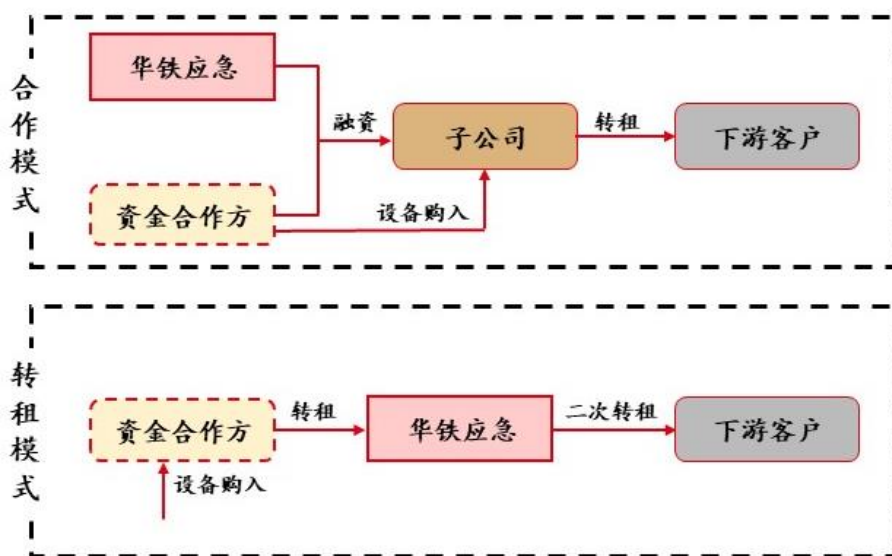 合作模式
华铁应急
融资
子公司
转租
下游客户
资金合作方
设备购入
转租模式
资金合作方
转租
华铁应急
二次转租
下游客户
设备购入